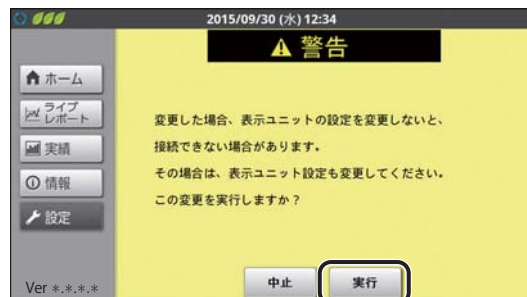 2015/09/30 (水) 12:34
警告
ホーム
ライブ
レポート
実績
情報
設定
変更した場合、表示ユニットの設定を変更しないと、
接続できない場合があります。
その場合は、表示ユニット設定も変更してください。
この変更を実行しますか?
中止
実行
Ver *.*.*.*